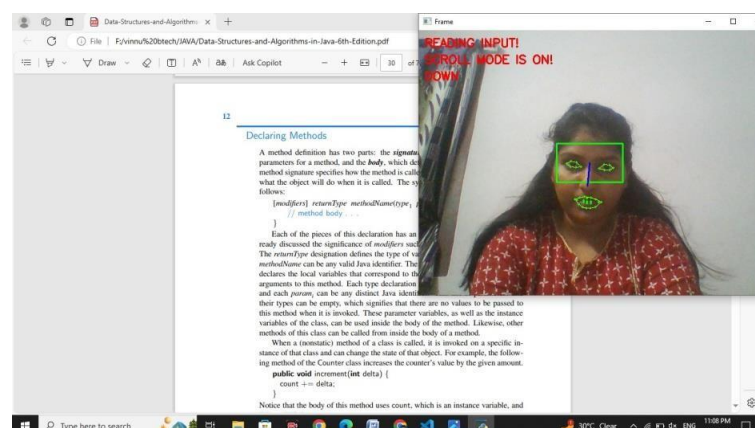 Data-Structures-and-Algorithms
Frame
File
F:/vinnu%20btech/JAVA/Data-Structures-and-Algorithms-in-Java-6th-Edition.pdf
Draw
Ask Copilot
30
of
READING INPUT!
SCROLL MODE IS ON!
DOWN
12
Declaring Methods
A method definition has two parts: the signatu
parameters for a method, and the body, which de
method signature specifies how the method is calle
what the object will do when it is called. The sy
follows:
[modifiers] returnType methodName(type₁ p
// method body . . .
}
Each of the pieces of this declaration has an
ready discussed the significance of modifiers suc
The returnType designation defines the type of va
methodName can be any valid Java identifier. The
declares the local variables that correspond to th
arguments to this method. Each type declaration
and each paramᵢ can be any distinct Java identi
their types can be empty, which signifies that there are no values to be passed to
this method when it is invoked. These parameter variables, as well as the instance
variables of the class, can be used inside the body of the method. Likewise, other
methods of this class can be called from inside the body of a method.
When a (nonstatic) method of a class is called, it is invoked on a specific in-
stance of that class and can change the state of that object. For example, the follow-
ing method of the Counter class increases the counter's value by the given amount.
public void increment(int delta) {
count += delta;
}
Notice that the body of this method uses count, which is an instance variable, and
Type here to search
30°C Clear
ENG
11:08 PM